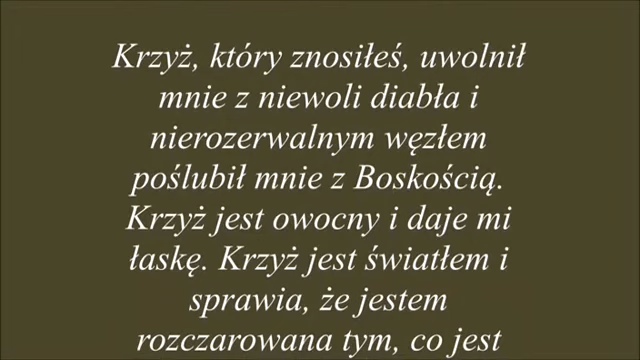 Krzyż, który znosiłeś, uwolnił
mnie z niewoli diabła i
nierozerwalnym węzłem
poślubił mnie z Boskością.
Krzyż jest owocny i daje mi
łaskę. Krzyż jest światłem i
sprawia, że jestem
rozczarowana tym, co jest